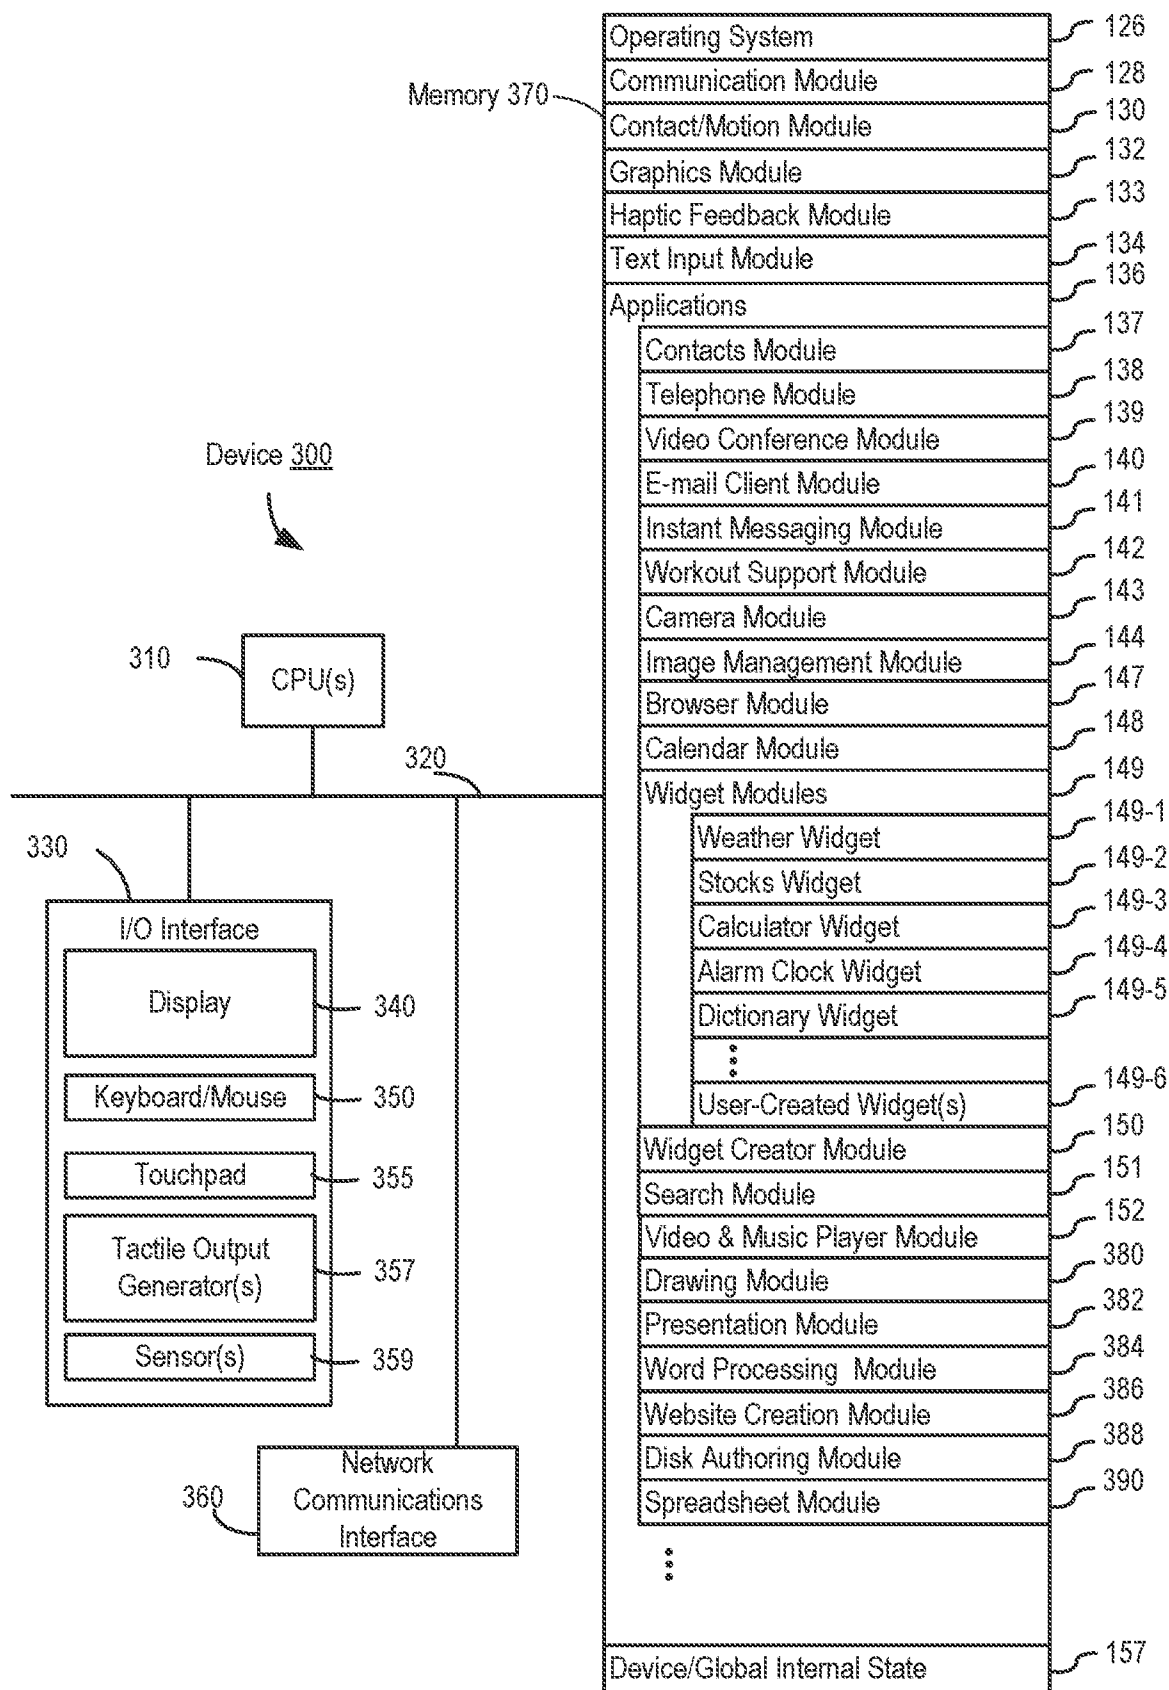 Operating System 126
Communication Module 128
Memory 370
Contact/Motion Module 130
Graphics Module 132
Haptic Feedback Module 133
Text Input Module 134
Applications 136
Contacts Module 137
Telephone Module 138
Video Conference Module 139
E-mail Client Module 140
Instant Messaging Module 141
Workout Support Module 142
Camera Module 143
Image Management Module 144
Browser Module 147
Calendar Module 148
Widget Modules 149
Weather Widget 149-1
Stocks Widget 149-2
Calculator Widget 149-3
Alarm Clock Widget 149-4
Dictionary Widget 149-5
User-Created Widget(s) 149-6
Widget Creator Module 150
Search Module 151
Video & Music Player Module 152
Drawing Module 380
Presentation Module 382
Word Processing Module 384
Website Creation Module 386
Disk Authoring Module 388
Spreadsheet Module 390
Device/Global Internal State 157
Device 300
310
CPU(s)
320
330
I/O Interface
Display 340
Keyboard/Mouse 350
Touchpad 355
Tactile Output
Generator(s) 357
Sensor(s) 359
360
Network
Communications
Interface